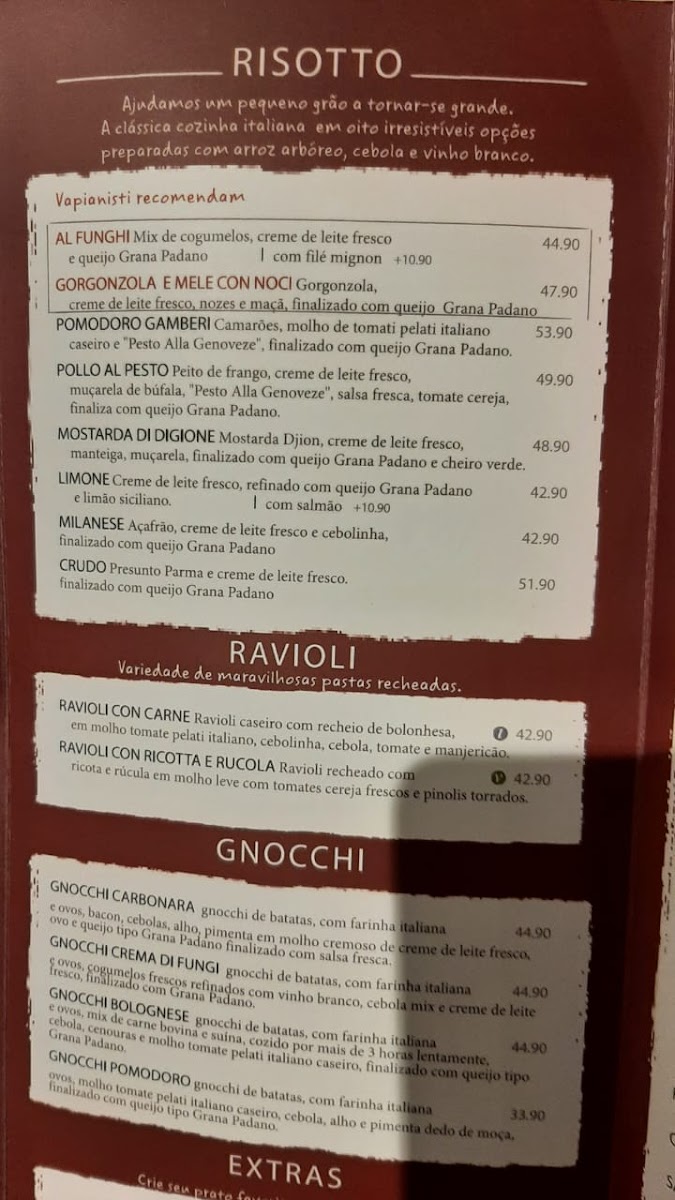 RISOTTO
Ajudamos um pequeno grão a tornar-se grande.
A clássica cozinha italiana em oito irresistíveis opções
preparadas com arroz arbóreo, cebola e vinho branco.
Vapianisti recomendam
AL FUNGHI Mix de cogumelos, creme de leite fresco 44.90
e queijo Grana Padano | com filé mignon +10.90
GORGONZOLA E MELE CON NOCI Gorgonzola, 47.90
creme de leite fresco, nozes e maçã, finalizado com queijo Grana Padano
POMODORO GAMBERI Camarões, molho de tomati pelati italiano 53.90
caseiro e "Pesto Alla Genoveze", finalizado com queijo Grana Padano.
POLLO AL PESTO Peito de frango, creme de leite fresco, 49.90
muçarela de búfala, "Pesto Alla Genoveze", salsa fresca, tomate cereja,
finaliza com queijo Grana Padano.
MOSTARDA DI DIGIONE Mostarda Djion, creme de leite fresco, 48.90
manteiga, muçarela, finalizado com queijo Grana Padano e cheiro verde.
LIMONE Creme de leite fresco, refinado com queijo Grana Padano 42.90
e limão siciliano. | com salmão +10.90
MILANESE Açafrão, creme de leite fresco e cebolinha, 42.90
finalizado com queijo Grana Padano
CRUDO Presunto Parma e creme de leite fresco. 51.90
finalizado com queijo Grana Padano
RAVIOLI
Variedade de maravilhosas pastas recheadas.
RAVIOLI CON CARNE Ravioli caseiro com recheio de bolonhesa, 42.90
em molho tomate pelati italiano, cebolinha, cebola, tomate e manjericão.
RAVIOLI CON RICOTTA E RUCOLA Ravioli recheado com V 42.90
ricota e rúcula em molho leve com tomates cereja frescos e pinolis torrados.
GNOCCHI
GNOCCHI CARBONARA gnocchi de batatas, com farinha italiana 44.90
e ovos, bacon, cebolas, alho, pimenta em molho cremoso de creme de leite fresco,
ovo e queijo tipo Grana Padano finalizado com salsa fresca.
GNOCCHI CREMA DI FUNGI gnocchi de batatas, com farinha italiana 44.90
e ovos, cogumelos frescos refinados com vinho branco, cebola mix e creme de leite
fresco, finalizado com Grana Padano.
GNOCCHI BOLOGNESE gnocchi de batatas, com farinha italiana 44.90
e ovos, mix de carne bovina e suína, cozido por mais de 3 horas lentamente,
cebola, cenouras e molho tomate pelati italiano caseiro, finalizado com queijo tipo
Grana Padano.
GNOCCHI POMODORO gnocchi de batatas, com farinha italiana 33.90
ovos, molho tomate pelati italiano caseiro, cebola, alho e pimenta dedo de moça,
finalizado com queijo tipo Grana Padano.
EXTRAS
Crie seu prato